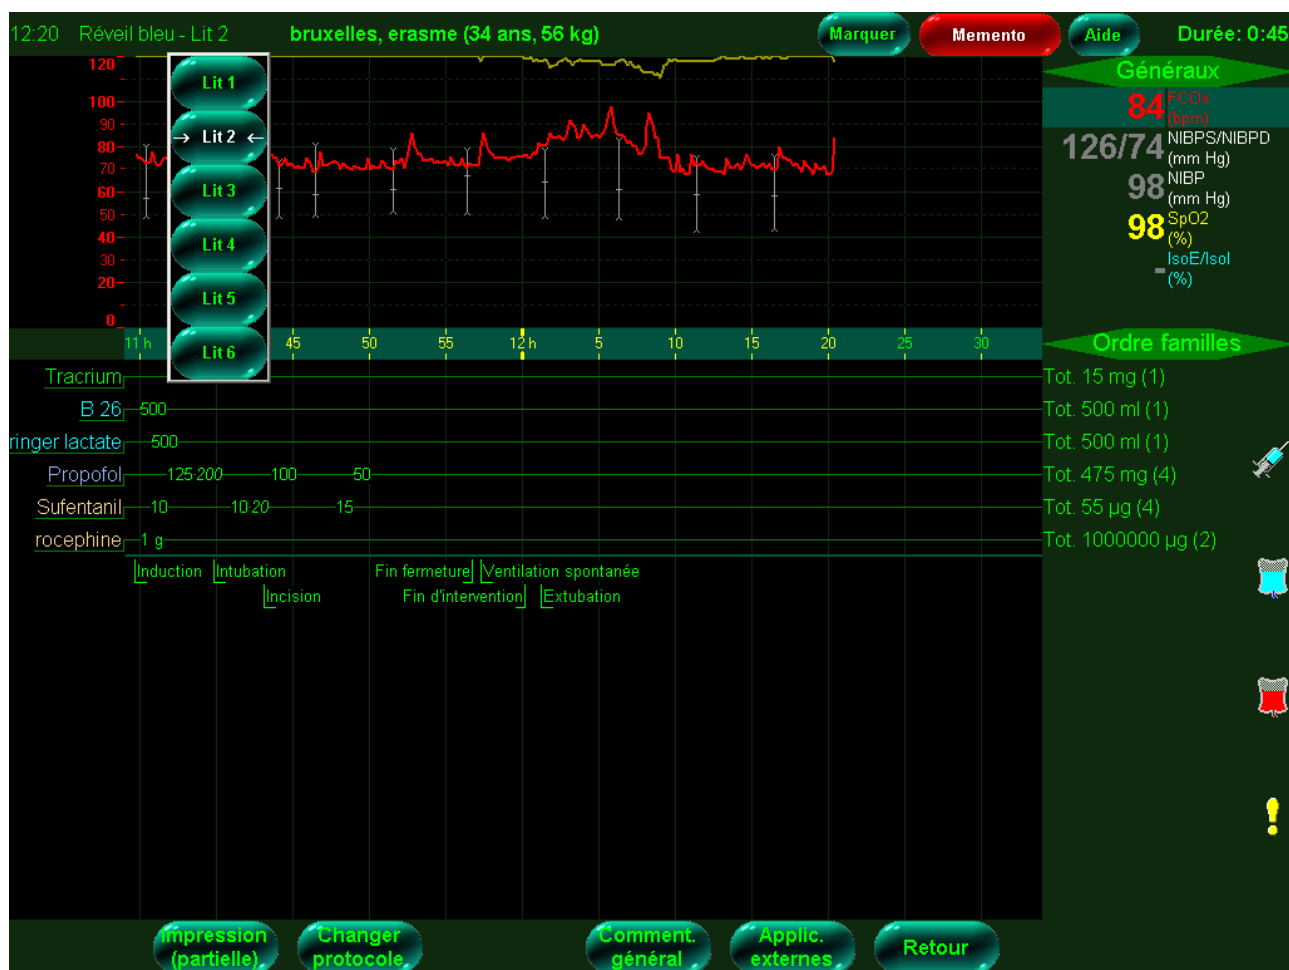 12:20 Réveil bleu - Lit 2 bruxelles, erasme (34 ans, 56 kg) Marquer Memento Aide Durée: 0:45
Lit 1
→ Lit 2 ←
Lit 3
Lit 4
Lit 5
Lit 6
120
100
90
80
70
60
50
40
30
20
0
Généraux
84 FCOx
(bpm)
126/74 NIBPS/NIBPD
(mm Hg)
98 NIBP
(mm Hg)
98 SpO2
(%)
- IsoE/IsoI
(%)
11 h 45 50 55 12 h 5 10 15 20 25 30
Ordre familles
Tracrium Tot. 15 mg (1)
B 26 500 Tot. 500 ml (1)
ringer lactate 500 Tot. 500 ml (1)
Propofol 125 200 100 50 Tot. 475 mg (4)
Sufentanil 10 10 20 15 Tot. 55 µg (4)
rocephine 1 g Tot. 1000000 µg (2)
Induction Intubation Fin fermeture Ventilation spontanée
Incision Fin d'intervention Extubation
Impression
(partielle)
Changer
protocole
Comment.
général
Applic.
externes
Retour